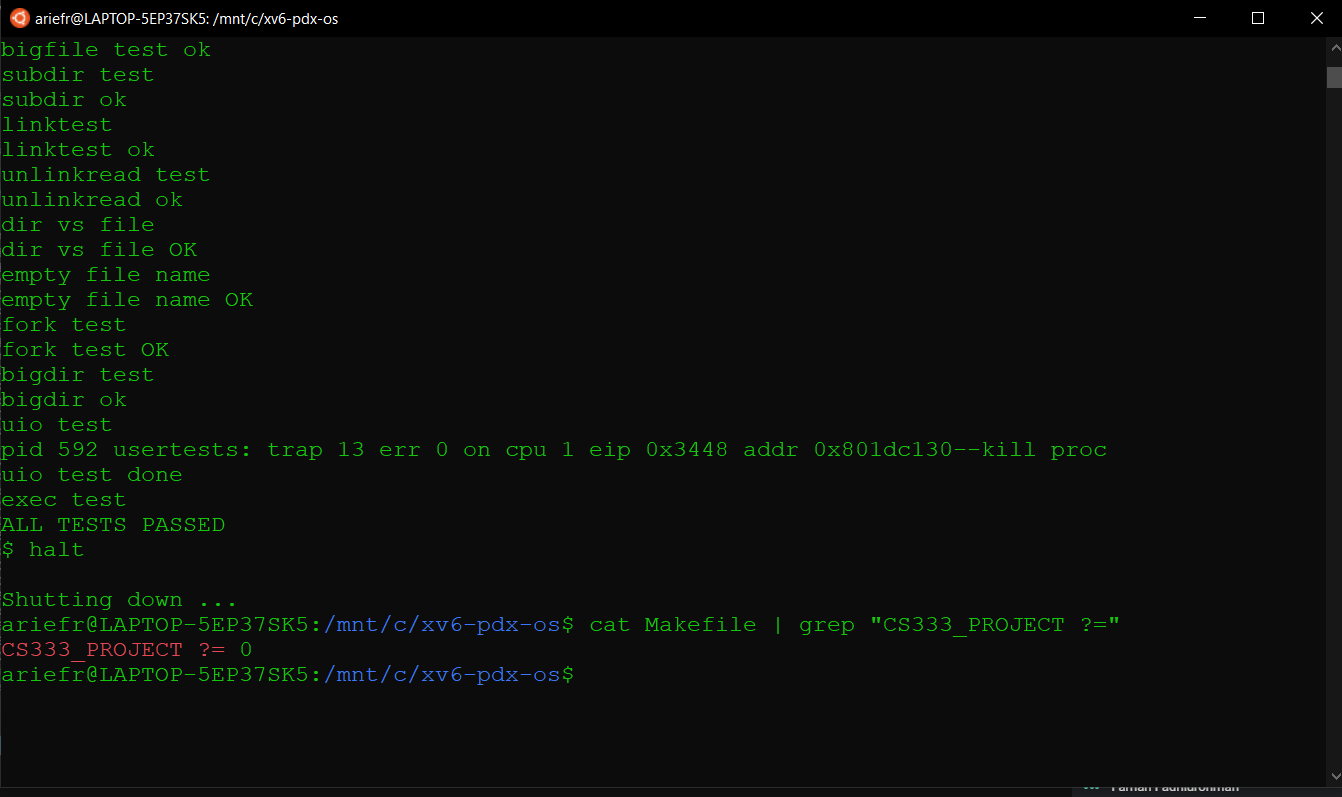 ariefr@LAPTOP-5EP37SK5: /mnt/c/xv6-pdx-os
bigfile test ok
subdir test
subdir ok
linktest
linktest ok
unlinkread test
unlinkread ok
dir vs file
dir vs file OK
empty file name
empty file name OK
fork test
fork test OK
bigdir test
bigdir ok
uio test
pid 592 usertests: trap 13 err 0 on cpu 1 eip 0x3448 addr 0x801dc130--kill proc
uio test done
exec test
ALL TESTS PASSED
$ halt
Shutting down ...
ariefr@LAPTOP-5EP37SK5:/mnt/c/xv6-pdx-os$ cat Makefile | grep "CS333_PROJECT ?="
CS333_PROJECT ?= 0
ariefr@LAPTOP-5EP37SK5:/mnt/c/xv6-pdx-os$